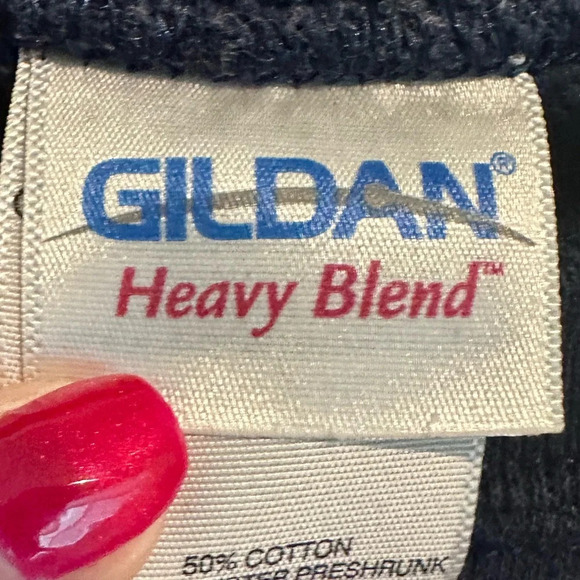 GILDAN®
Heavy Blend™
50% COTTON
PRESHRUNK